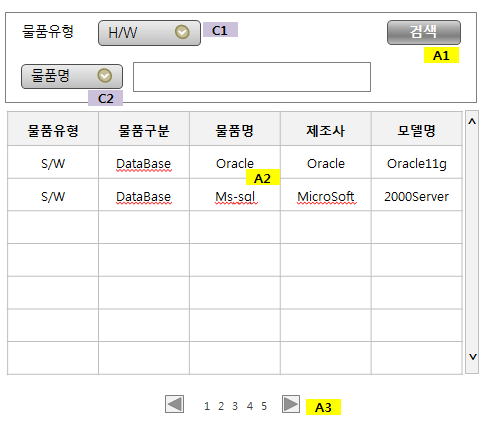 물품유형 H/W C1 검색
A1
물품명
C2
물품유형 물품구분 물품명 제조사 모델명
S/W DataBase Oracle Oracle Oracle11g
A2
S/W DataBase Ms-sql MicroSoft 2000Server
1 2 3 4 5 A3